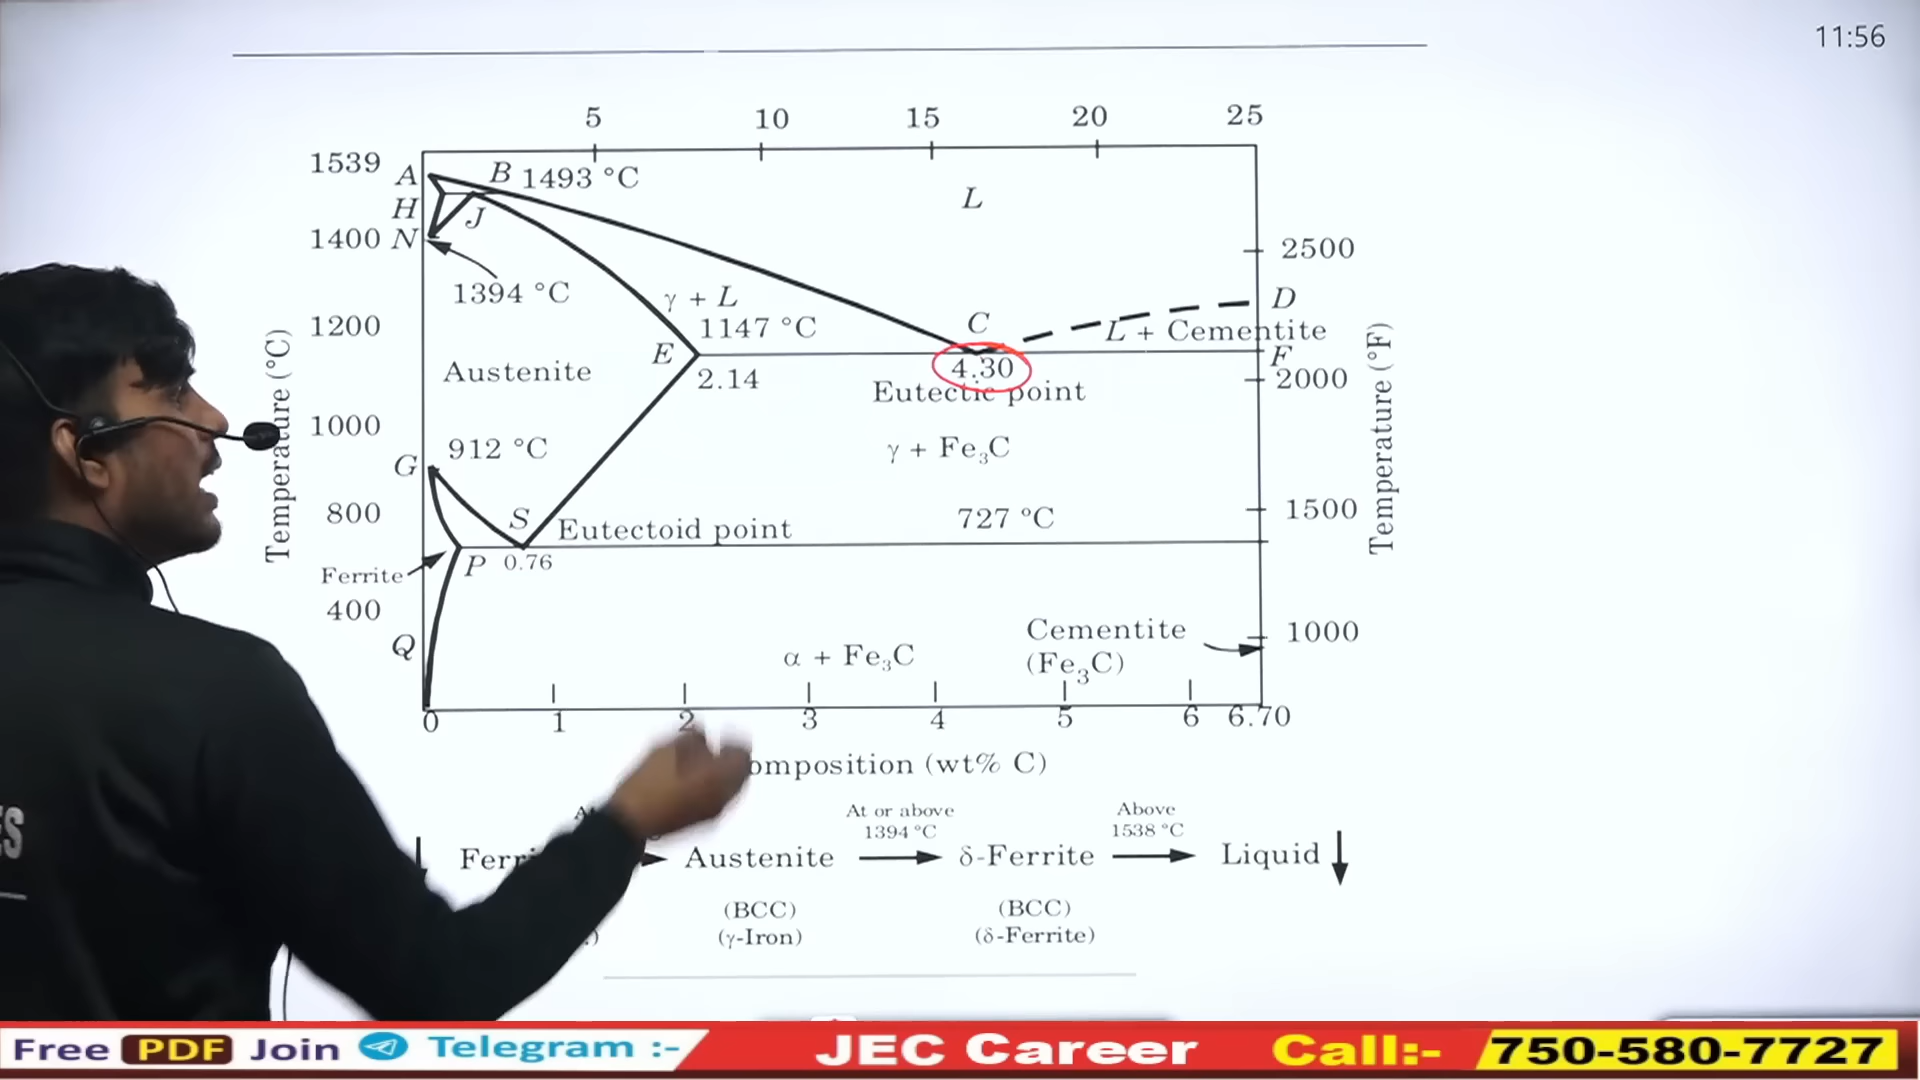 11:56
5 10 15 20 25
1539 A B 1493 °C
H J L
1400 N 2500
1394 °C
γ + L D
1200 1147 °C C L + Cementite
E 4.30 F
Austenite 2.14 2000
Eutectic point
1000
912 °C γ + Fe₃C
G
800 S Eutectoid point 727 °C 1500
P 0.76
Ferrite
400 Cementite 1000
Q α + Fe₃C (Fe₃C)
0 1 2 3 4 5 6 6.70
omposition (wt% C)
Temperature (°C)
Temperature (°F)
At or above Above
1394 °C 1538 °C
Austenite δ-Ferrite Liquid
(BCC) (BCC)
(γ-Iron) (δ-Ferrite)
ES
Free PDF Join Telegram :- JEC Career Call:- 750-580-7727